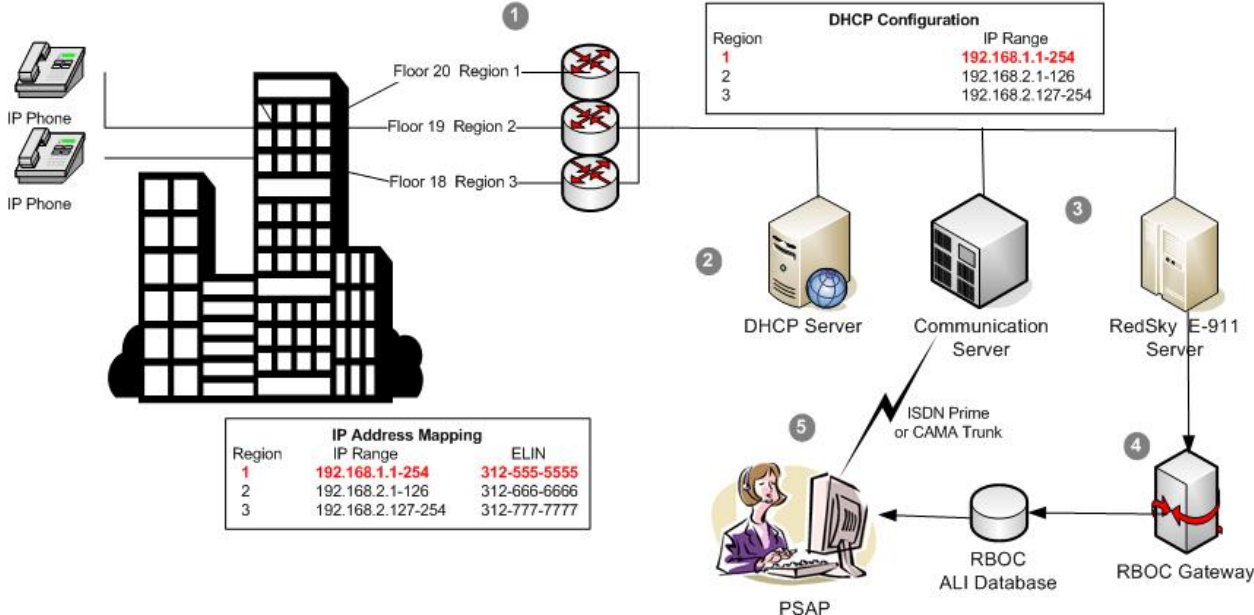 1
DHCP Configuration
Region IP Range
1 192.168.1.1-254
2 192.168.2.1-126
3 192.168.2.127-254
IP Phone
IP Phone
Floor 20 Region 1
Floor 19 Region 2
Floor 18 Region 3
2
3
DHCP Server
Communication
Server
RedSky E-911
Server
ISDN Prime
or CAMA Trunk
IP Address Mapping
Region IP Range ELIN
1 192.168.1.1-254 312-555-5555
2 192.168.2.1-126 312-666-6666
3 192.168.2.127-254 312-777-7777
5
4
RBOC
ALI Database
RBOC Gateway
PSAP